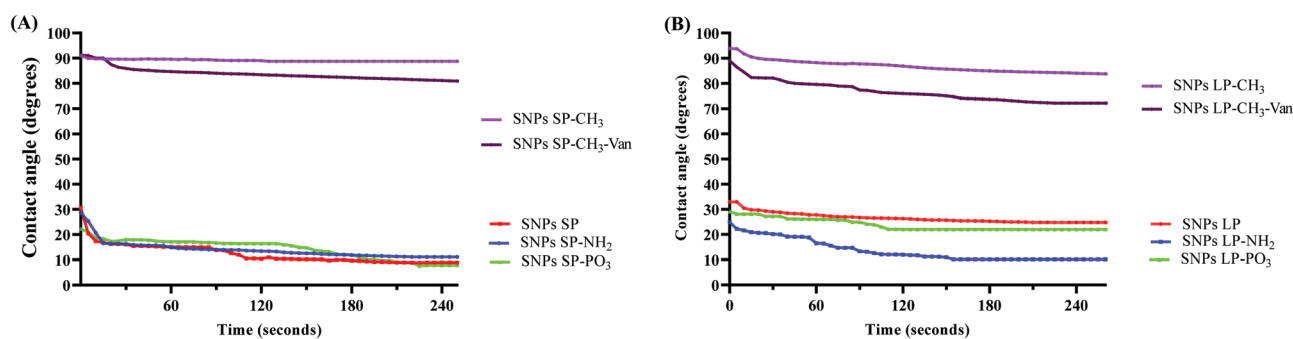 (A)
Contact angle (degrees)
100
90
80
70
60
50
40
30
20
10
0
60
120
180
240
Time (seconds)
SNPs SP-CH₃
SNPs SP-CH₃-Van
SNPs SP
SNPs SP-NH₂
SNPs SP-PO₃
(B)
Contact angle (degrees)
100
90
80
70
60
50
40
30
20
10
0
0
60
120
180
240
Time (seconds)
SNPs LP-CH₃
SNPs LP-CH₃-Van
SNPs LP
SNPs LP-NH₂
SNPs LP-PO₃